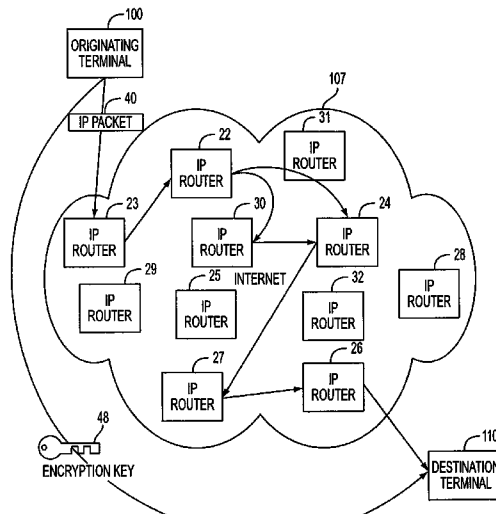 100
ORIGINATING
TERMINAL
40
IP PACKET
107
31
IP
ROUTER
22
IP
ROUTER
23
IP
ROUTER
30
IP
ROUTER
24
IP
ROUTER
28
IP
ROUTER
29
IP
ROUTER
25
IP
ROUTER
INTERNET
32
IP
ROUTER
27
IP
ROUTER
26
IP
ROUTER
48
ENCRYPTION KEY
110
DESTINATION
TERMINAL